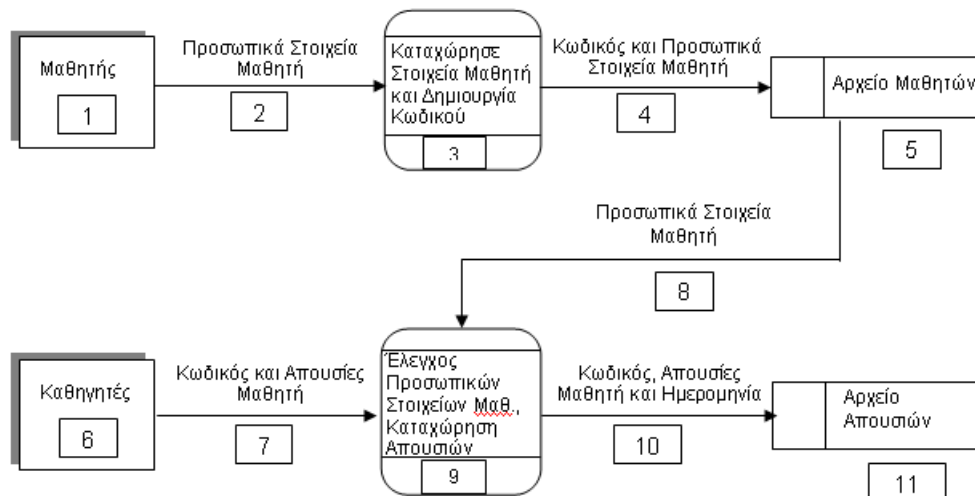 Μαθητής
1
Προσωπικά Στοιχεία
Μαθητή
2
Καταχώρησε
Στοιχεία Μαθητή
και Δημιουργία
Κωδικού
3
Κωδικός και Προσωπικά
Στοιχεία Μαθητή
4
Αρχείο Μαθητών
5
Προσωπικά Στοιχεία
Μαθητή
8
Καθηγητές
6
Κωδικός και Απουσίες
Μαθητή
7
Έλεγχος
Προσωπικών
Στοιχείων Μαθ.,
Καταχώρηση
Απουσιών
9
Κωδικός, Απουσίες
Μαθητή και Ημερομηνία
10
Αρχείο
Απουσιών
11